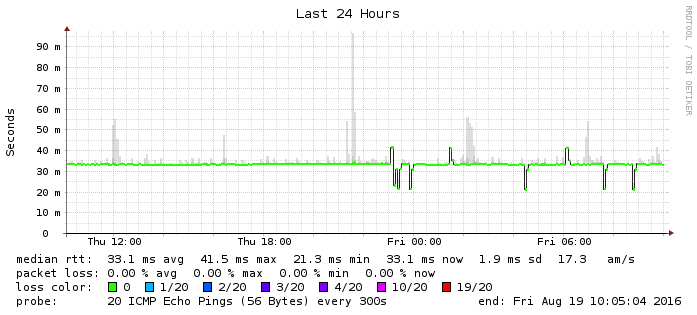 Last 24 Hours
RRDTOOL / TOBI OETIKER
Seconds
90 m
80 m
70 m
60 m
50 m
40 m
30 m
20 m
10 m
0
Thu 12:00 Thu 18:00 Fri 00:00 Fri 06:00
median rtt: 33.1 ms avg 41.5 ms max 21.3 ms min 33.1 ms now 1.9 ms sd 17.3 am/s
packet loss: 0.00 % avg 0.00 % max 0.00 % min 0.00 % now
loss color: 0 1/20 2/20 3/20 4/20 10/20 19/20
probe: 20 ICMP Echo Pings (56 Bytes) every 300s end: Fri Aug 19 10:05:04 2016